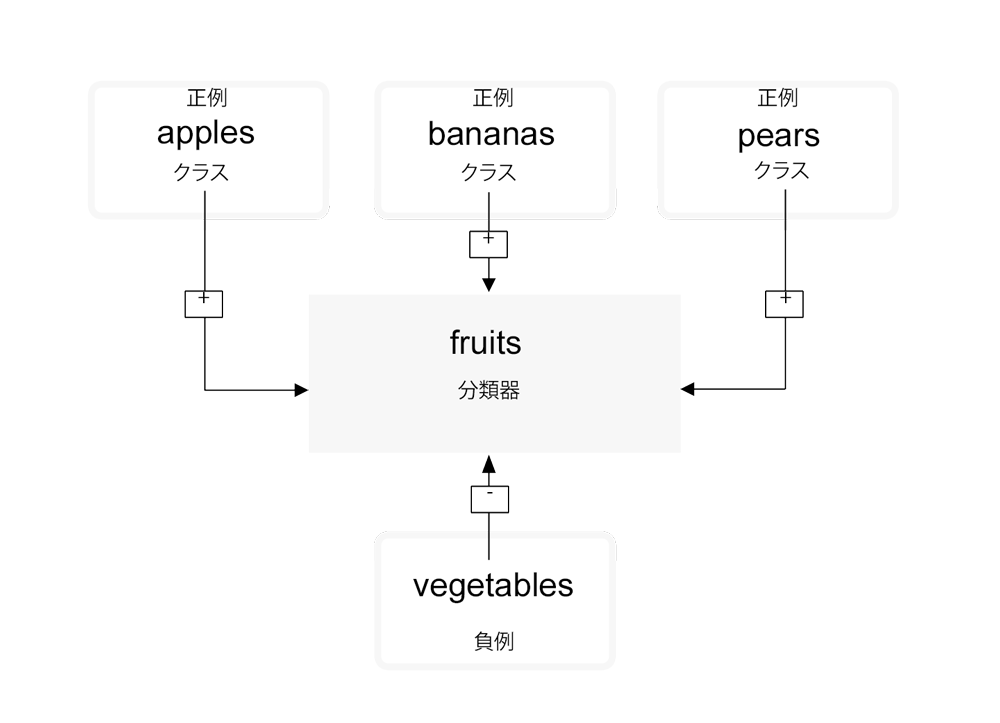 正例
apples
クラス
正例
bananas
クラス
正例
pears
クラス
+
+
+
fruits
分類器
-
vegetables
負例